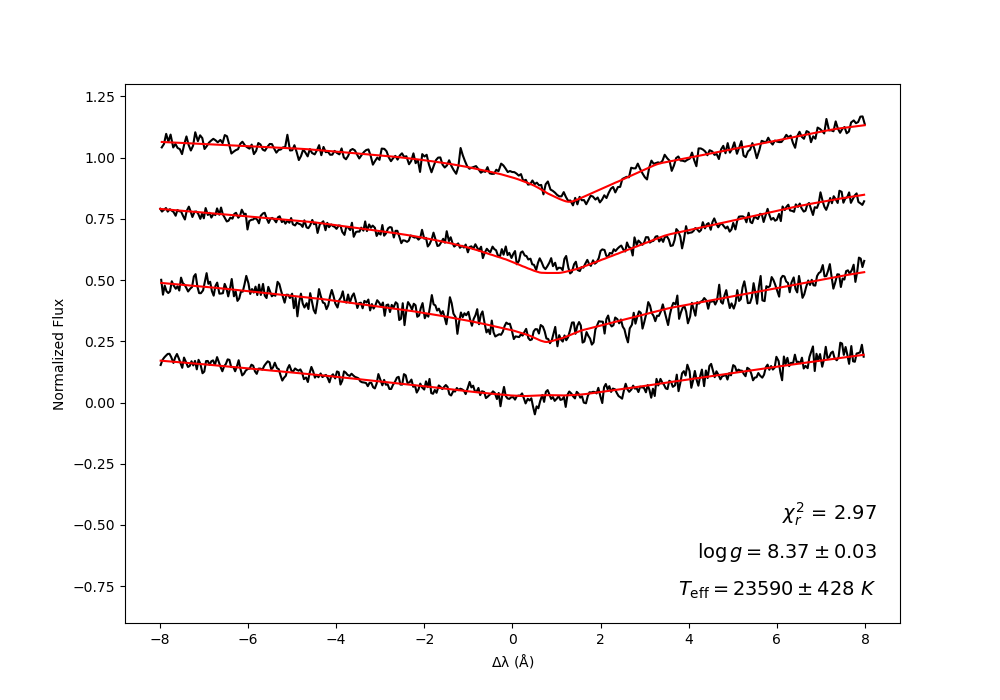 1.25
1.00
0.75
0.50
0.25
0.00
−0.25
−0.50
−0.75
Normalized Flux
χ²ᵣ = 2.97
log g = 8.37 ± 0.03
T_eff = 23590 ± 428 K
−8 −6 −4 −2 0 2 4 6 8
Δλ (Å)